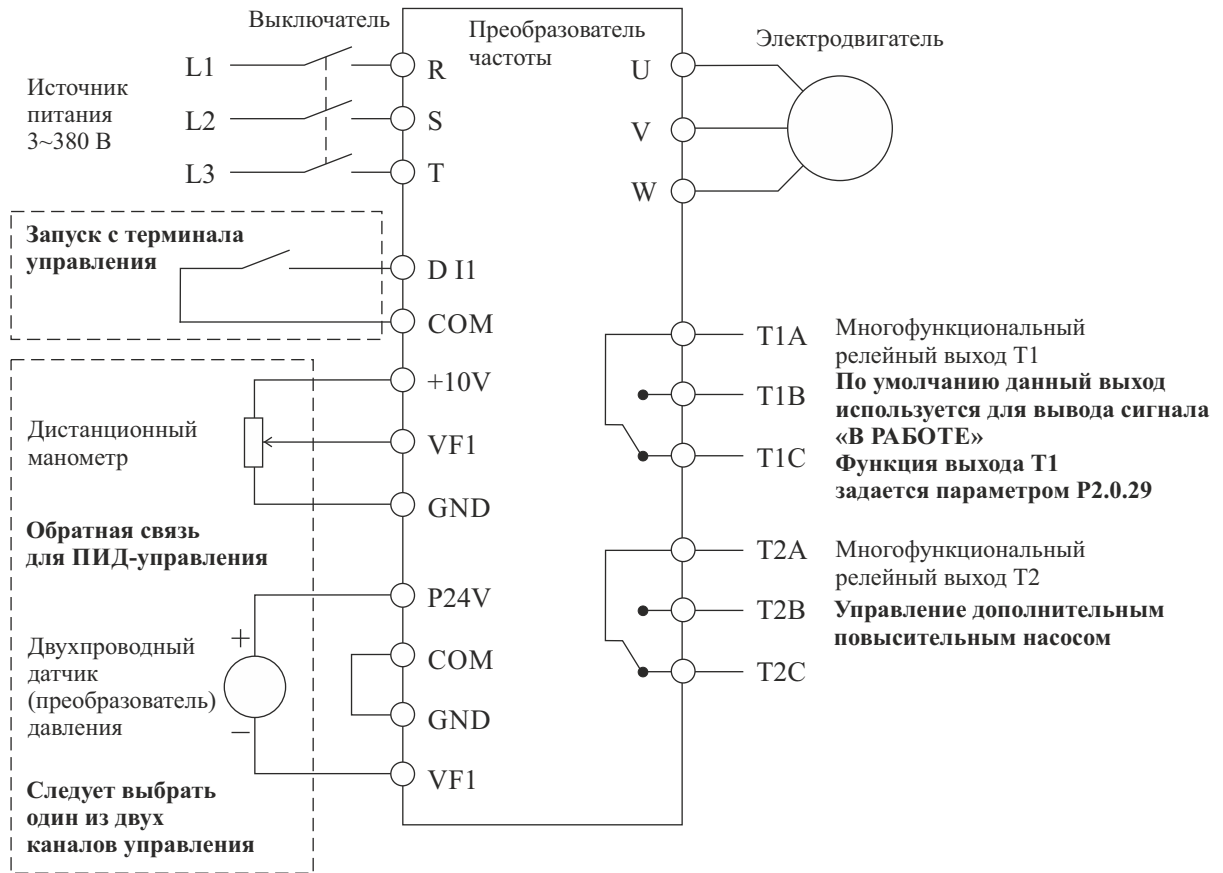 Выключатель
Преобразователь
частоты
Электродвигатель
Источник
питания
3~380 В
L1
R
U
L2
S
V
L3
T
W
Запуск с терминала
управления
D I1
COM
+10V
Дистанционный
манометр
VF1
GND
Обратная связь
для ПИД-управления
P24V
+
Двухпроводный
датчик
(преобразователь)
давления
–
COM
GND
VF1
Следует выбрать
один из двух
каналов управления
T1A
T1B
T1C
Многофункциональный
релейный выход T1
По умолчанию данный выход
используется для вывода сигнала
«В РАБОТЕ»
Функция выхода T1
задается параметром P2.0.29
T2A
T2B
T2C
Многофункциональный
релейный выход T2
Управление дополнительным
повысительным насосом